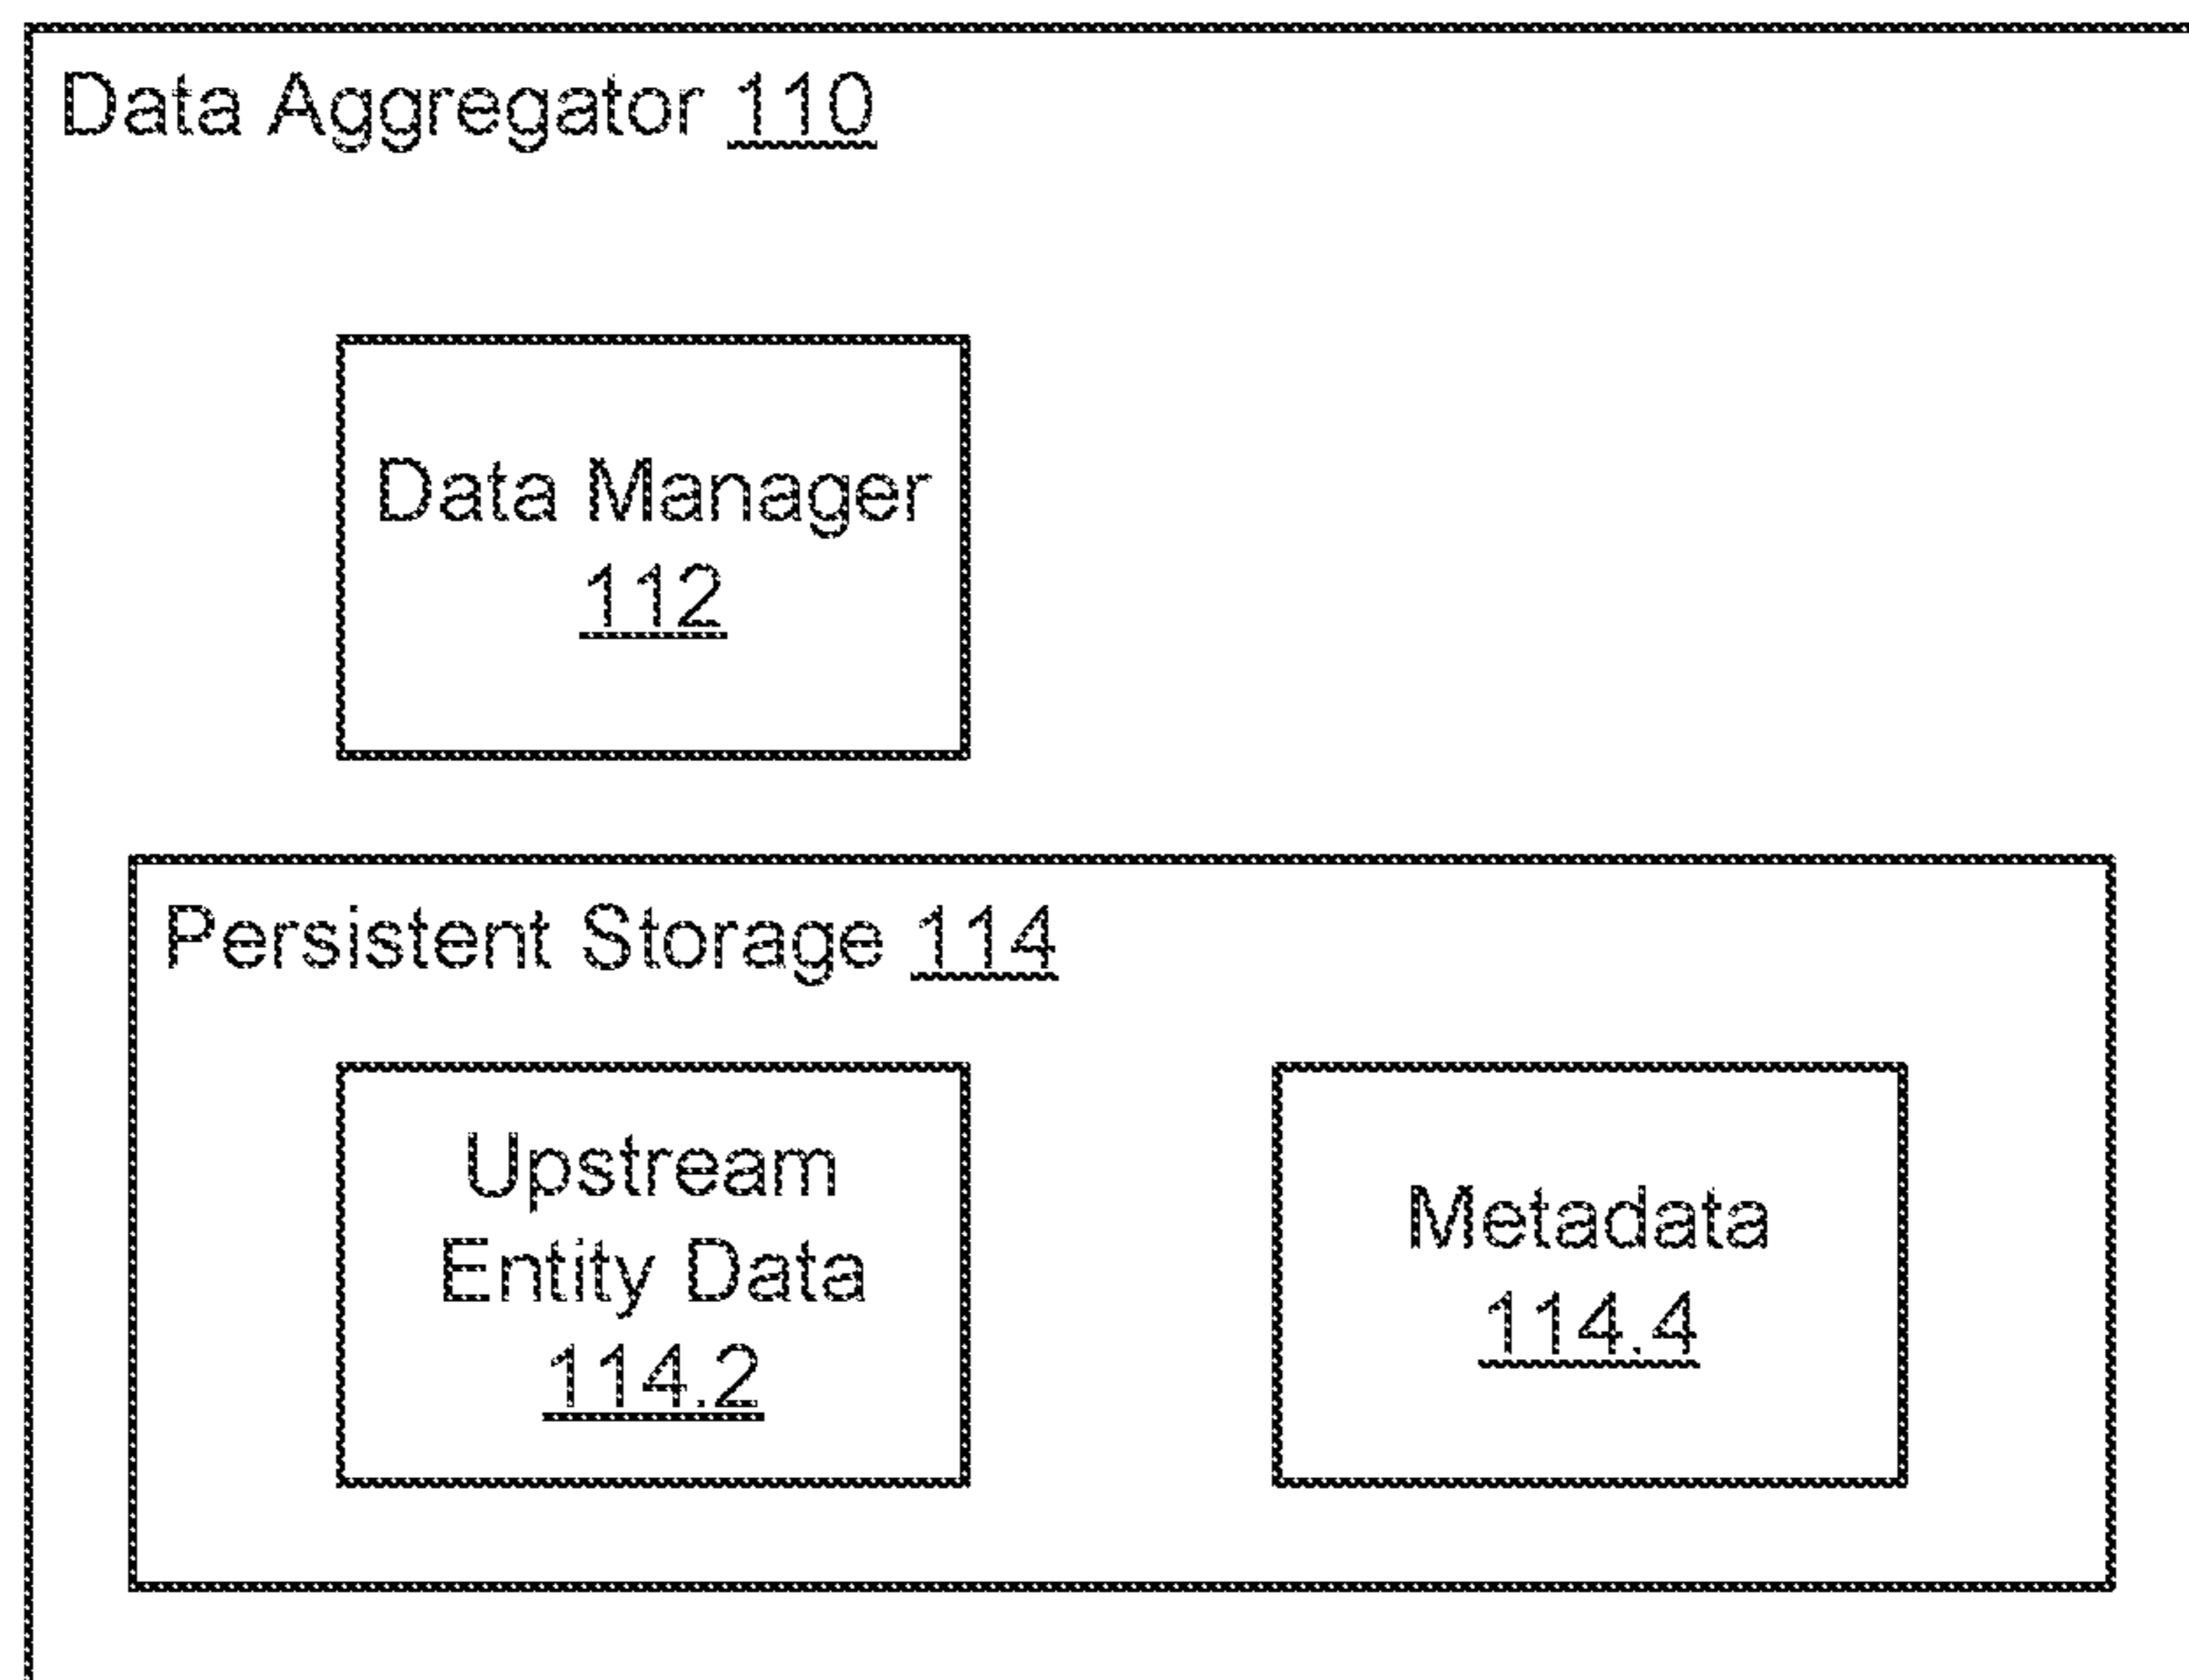 Data Aggregator 110
Data Manager
112
Persistent Storage 114
Upstream
Entity Data
114.2
Metadata
114.4